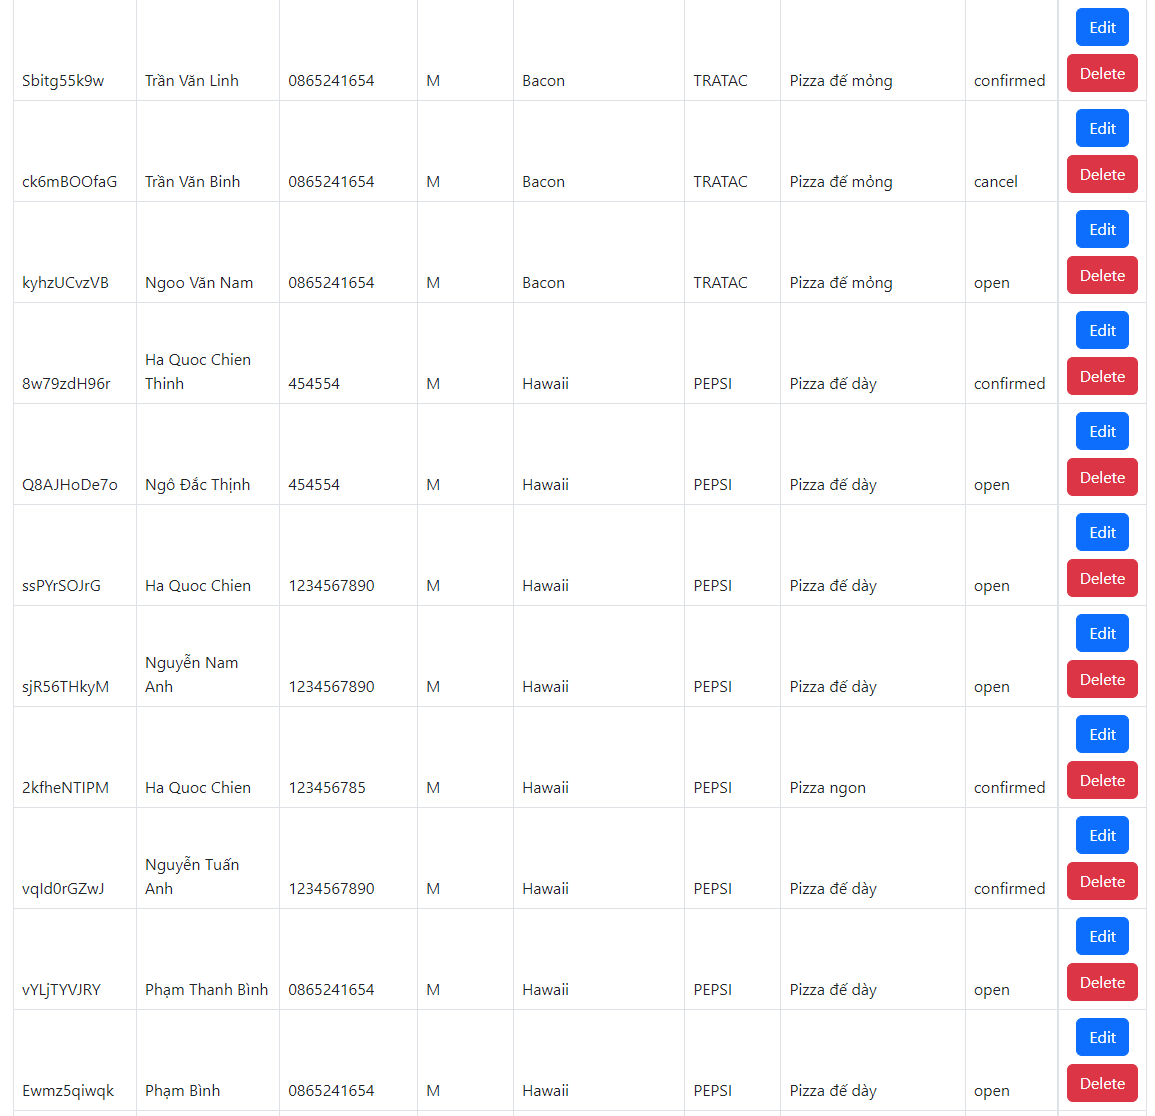 Edit
Sbitg55k9w Trần Văn Linh 0865241654 M Bacon TRATAC Pizza đế mỏng confirmed Delete
Edit
ck6mBOOfaG Trần Văn Binh 0865241654 M Bacon TRATAC Pizza đế mỏng cancel Delete
Edit
kyhzUCvzVB Ngoo Văn Nam 0865241654 M Bacon TRATAC Pizza đế mỏng open Delete
Edit
Ha Quoc Chien
8w79zdH96r Thinh 454554 M Hawaii PEPSI Pizza đế dày confirmed Delete
Edit
Q8AJHoDe7o Ngô Đắc Thịnh 454554 M Hawaii PEPSI Pizza đế dày open Delete
Edit
ssPYrSOJrG Ha Quoc Chien 1234567890 M Hawaii PEPSI Pizza đế dày open Delete
Edit
Nguyễn Nam
sjR56THkyM Anh 1234567890 M Hawaii PEPSI Pizza đế dày open Delete
Edit
2kfheNTIPM Ha Quoc Chien 123456785 M Hawaii PEPSI Pizza ngon confirmed Delete
Edit
Nguyễn Tuấn
vqId0rGZwJ Anh 1234567890 M Hawaii PEPSI Pizza đế dày confirmed Delete
Edit
vYLjTYVJRY Phạm Thanh Bình 0865241654 M Hawaii PEPSI Pizza đế dày open Delete
Edit
Ewmz5qiwqk Phạm Bình 0865241654 M Hawaii PEPSI Pizza đế dày open Delete